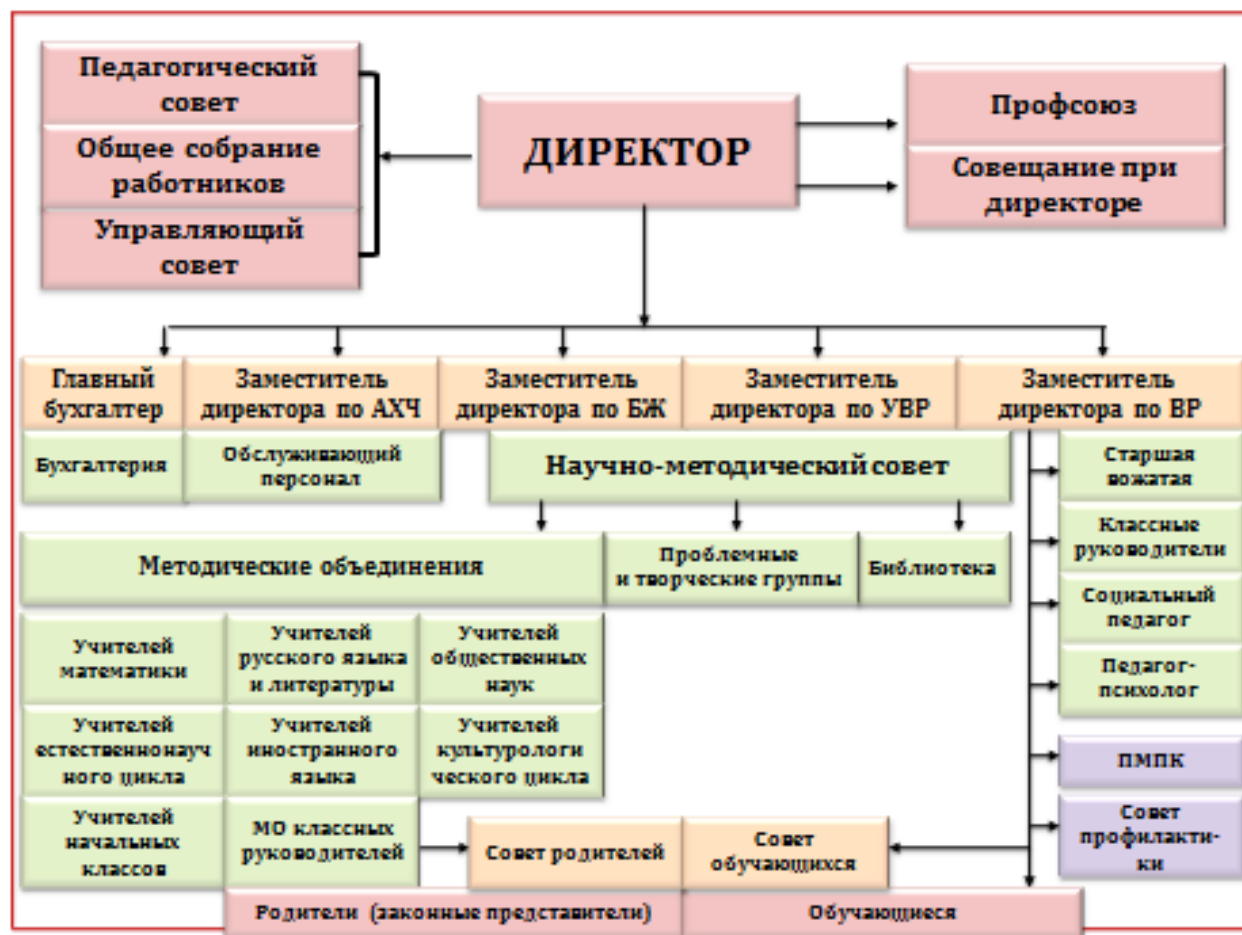 Педагогический
совет
Общее собрание
работников
Управляющий
совет
ДИРЕКТОР
Профсоюз
Совещание при
директоре
Главный
бухгалтер
Заместитель
директора по АХЧ
Заместитель
директора по БЖ
Заместитель
директора по УВР
Заместитель
директора по ВР
Бухгалтерия
Обслуживающий
персонал
Научно-методический совет
Старшая
вожатая
Классные
руководители
Социальный
педагог
Педагог-
психолог
ПМПК
Совет
профилакти-
ки
Методические объединения
Проблемные
и творческие группы
Библиотека
Учителей
математики
Учителей
русского языка
и литературы
Учителей
общественных
наук
Учителей
естественнонауч
ного цикла
Учителей
иностранного
языка
Учителей
культурологи
ческого цикла
Учителей
начальных
классов
МО классных
руководителей
Совет родителей
Совет
обучающихся
Родители (законные представители)
Обучающиеся